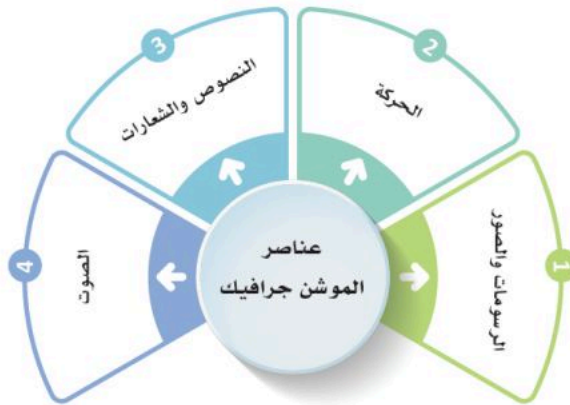 عناصر
الموشن جرافيك
1
الرسومات والصور
2
الحركة
3
النصوص والشعارات
4
الصوت